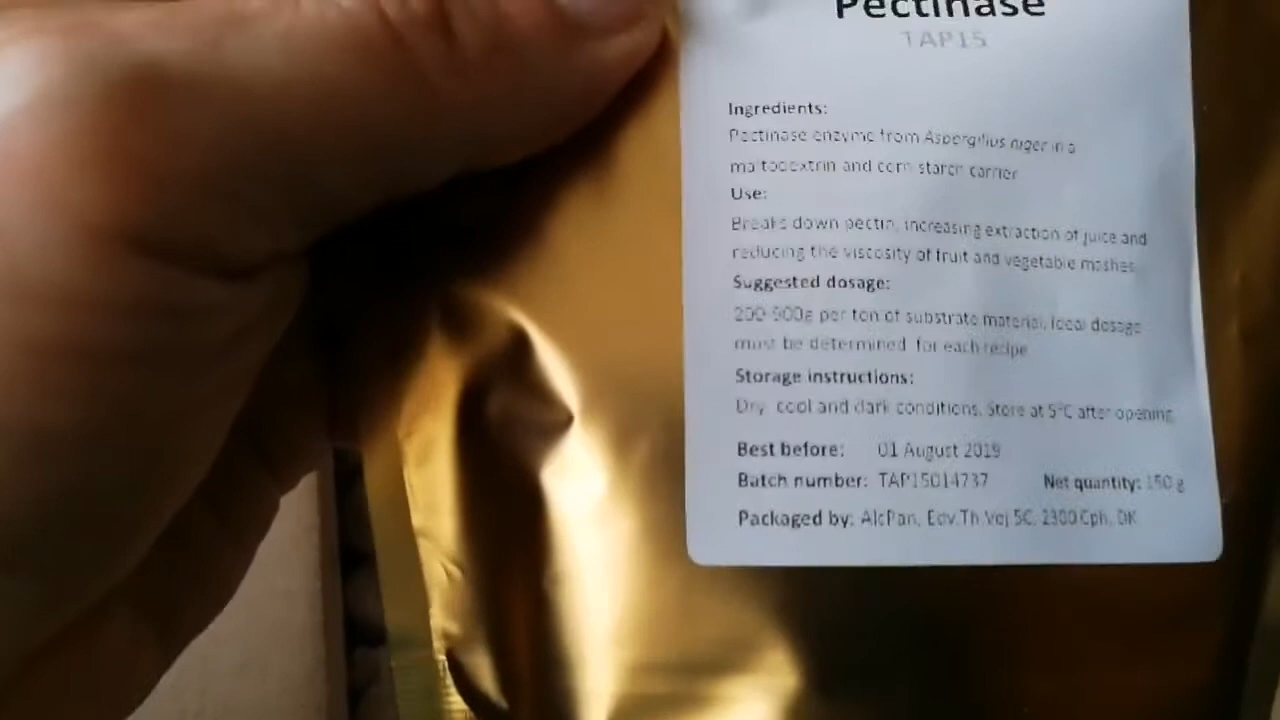 Pectinase
TAP15
Ingredients:
Pectinase enzyme from Aspergillus niger in a
maltodextrin and corn starch carrier
Use:
Breaks down pectin, increasing extraction of juice and
reducing the viscosity of fruit and vegetable mashes
Suggested dosage:
200-900g per ton of substrate material. Ideal dosage
must be determined for each recipe
Storage instructions:
Dry, cool and dark conditions. Store at 5°C after opening
Best before: 01 August 2019
Batch number: TAP15014737 Net quantity: 150 g
Packaged by: AlcPan, Edv.Th.Vej 5C, 2300 Cph, DK